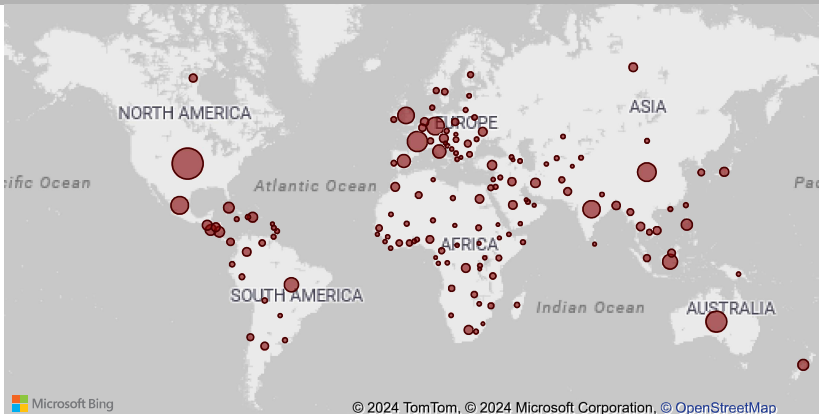 NORTH AMERICA
ASIA
EUROPE
cific Ocean
Atlantic Ocean
Pac
AFRICA
SOUTH AMERICA
Indian Ocean
AUSTRALIA
Microsoft Bing
© 2024 TomTom, © 2024 Microsoft Corporation, © OpenStreetMap